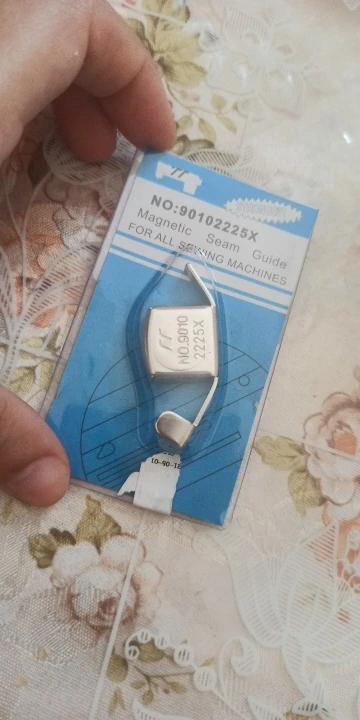 NO:90102225X
Magnetic Seam Guide
FOR ALL SEWING MACHINES
NO.9010
2225X